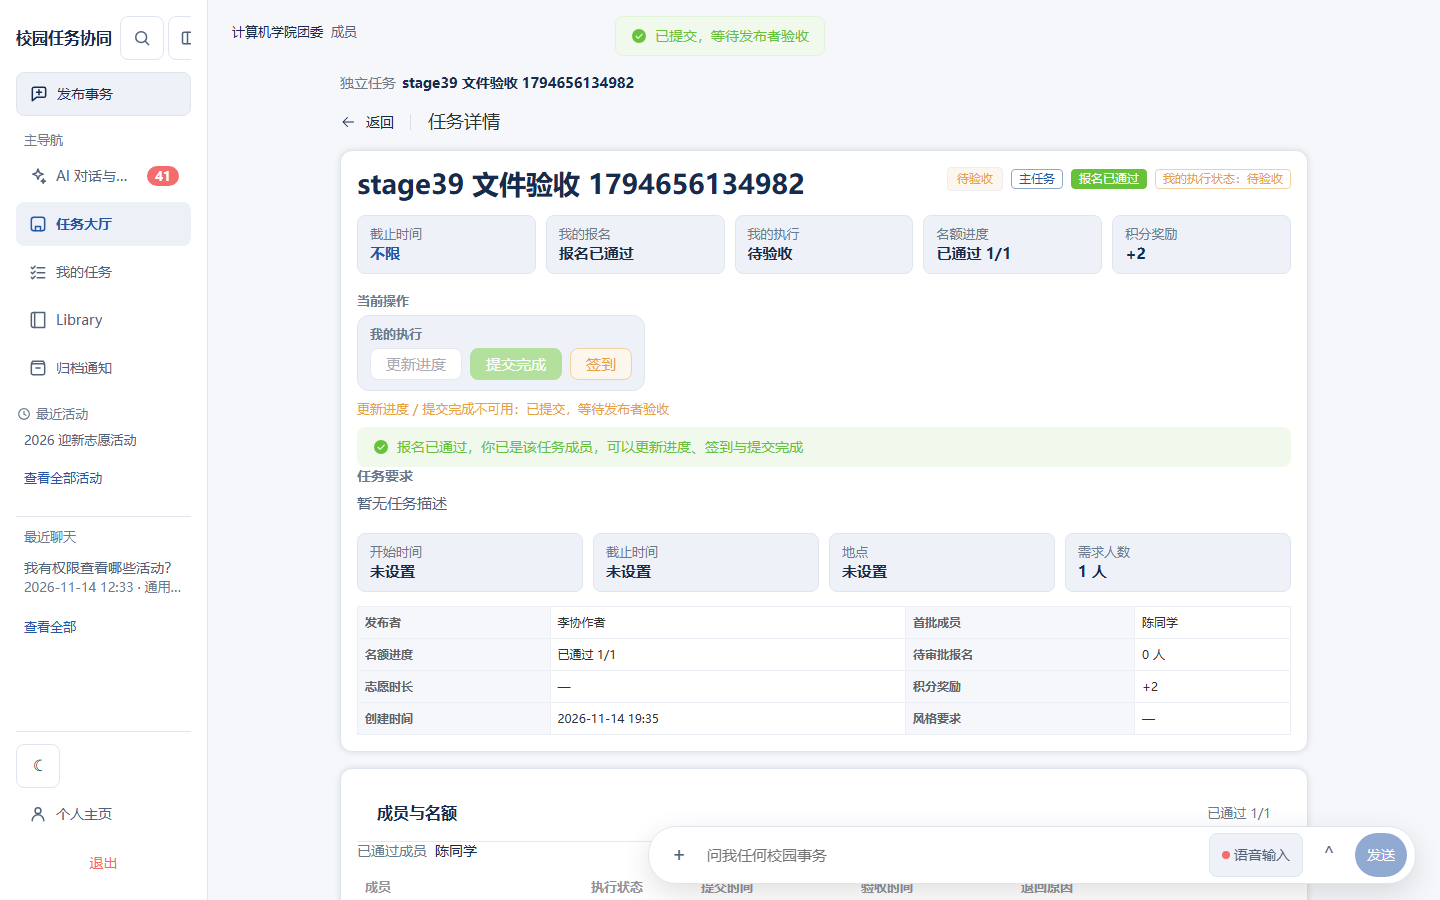 校园任务协同
发布事务
主导航
AI 对话与...
41
任务大厅
我的任务
Library
归档通知
最近活动
2026 迎新志愿活动
查看全部活动
最近聊天
我有权限查看哪些活动?
2026-11-14 12:33 · 通用...
查看全部
个人主页
退出
计算机学院团委 成员
已提交，等待发布者验收
独立任务 stage39 文件验收 1794656134982
返回
任务详情
stage39 文件验收 1794656134982
待验收
主任务
报名已通过
我的执行状态：待验收
截止时间
不限
我的报名
报名已通过
我的执行
待验收
名额进度
已通过 1/1
积分奖励
+2
当前操作
我的执行
更新进度
提交完成
签到
更新进度 / 提交完成不可用：已提交，等待发布者验收
报名已通过，你已是该任务成员，可以更新进度、签到与提交完成
任务要求
暂无任务描述
开始时间
未设置
截止时间
未设置
地点
未设置
需求人数
1 人
发布者 李协作者 首批成员 陈同学
名额进度 已通过 1/1 待审批报名 0 人
志愿时长 — 积分奖励 +2
创建时间 2026-11-14 19:35 风格要求 —
成员与名额
已通过 1/1
已通过成员 陈同学
成员 执行状态 提交时间 验收时间 退回原因
+ 问我任何校园事务
语音输入
^
发送